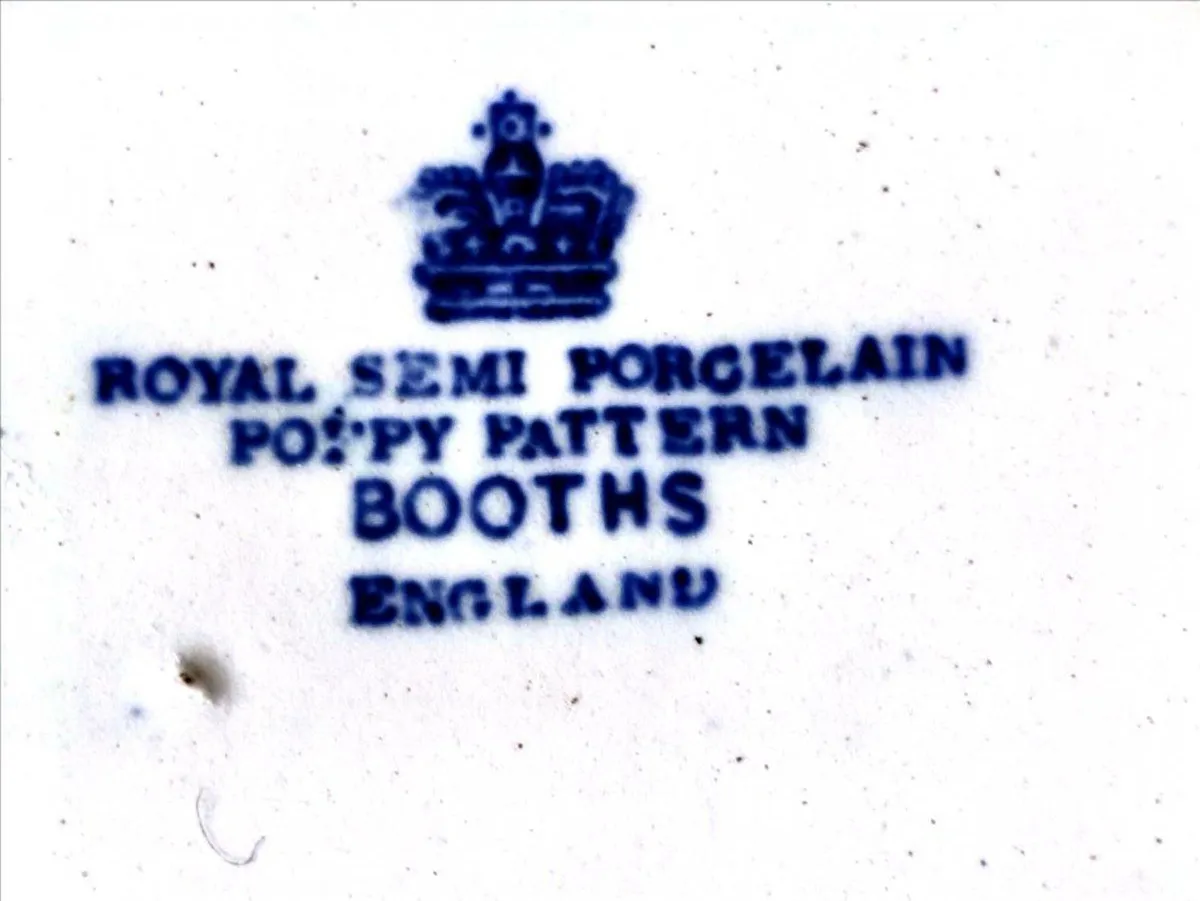 ROYAL SEMI PORCELAIN
POPPY PATTERN
BOOTHS
ENGLAND